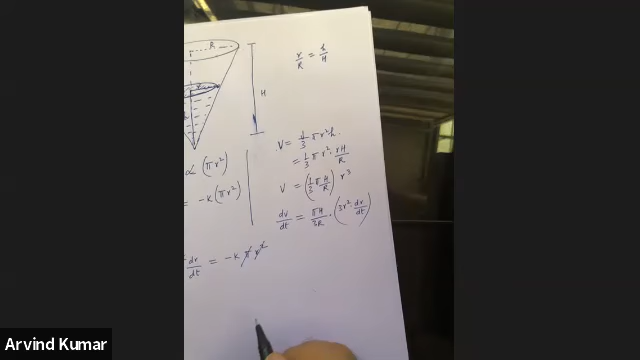 R
r
H
r/R = h/H
V = 1/3 π r² h.
= 1/3 π r² · rH/R
V = (1/3 π H/R) r³
dv/dt = πH/3R · (3r² · dr/dt)
∝ (πr²)
= -k (πr²)
dr/dt = -k π r²
Arvind Kumar